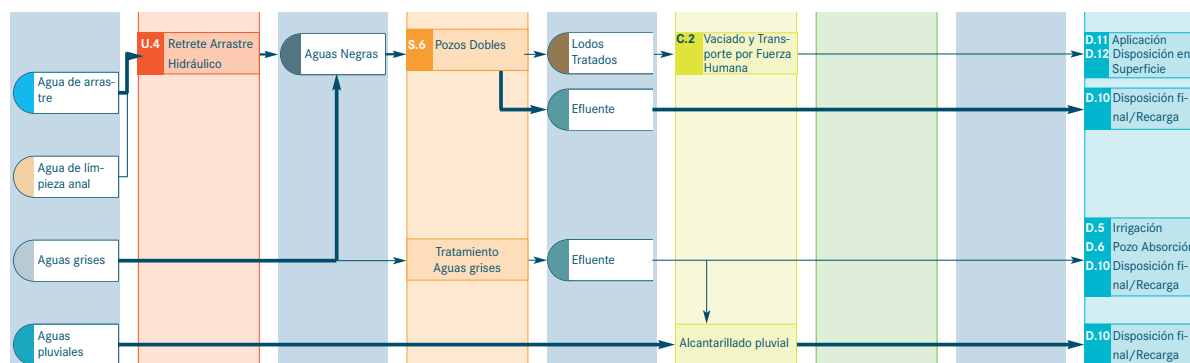 Agua de arras-
tre
Agua de lim-
pieza anal
Aguas grises
Aguas
pluviales
U.4 Retrete Arrastre
Hidráulico
Aguas Negras
S.6 Pozos Dobles
Tratamiento
Aguas grises
Lodos
Tratados
Efluente
Efluente
C.2 Vaciado y Trans-
porte por Fuerza
Humana
Alcantarillado pluvial
D.11 Aplicación
D.12 Disposición en
Superficie
D.10 Disposición fi-
nal/Recarga
D.5 Irrigación
D.6 Pozo Absorción
D.10 Disposición fi-
nal/Recarga
D.10 Disposición fi-
nal/Recarga